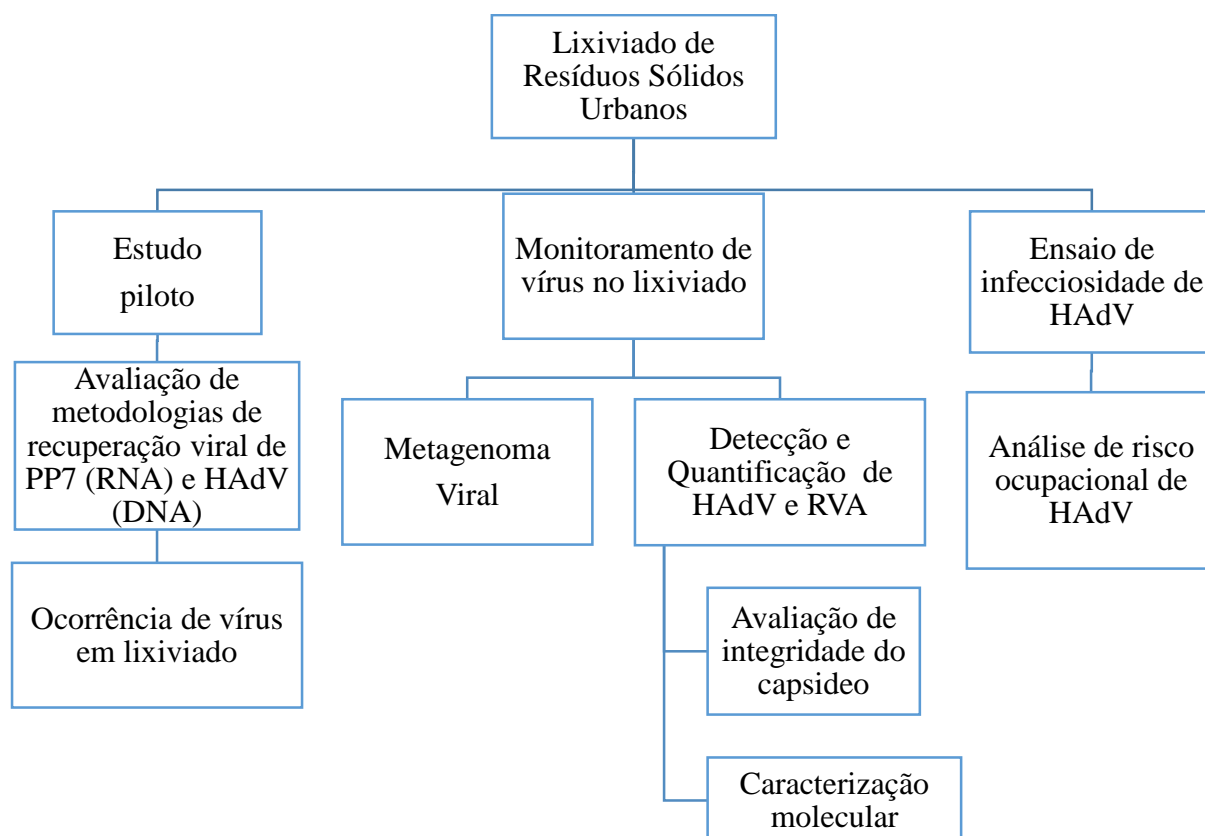 Lixiviado de
Resíduos Sólidos
Urbanos
Estudo
piloto
Monitoramento de
vírus no lixiviado
Ensaio de
infecciosidade de
HAdV
Avaliação de
metodologias de
recuperação viral de
PP7 (RNA) e HAdV
(DNA)
Metagenoma
Viral
Detecção e
Quantificação de
HAdV e RVA
Análise de risco
ocupacional de
HAdV
Ocorrência de vírus
em lixiviado
Avaliação de
integridade do
capsideo
Caracterização
molecular